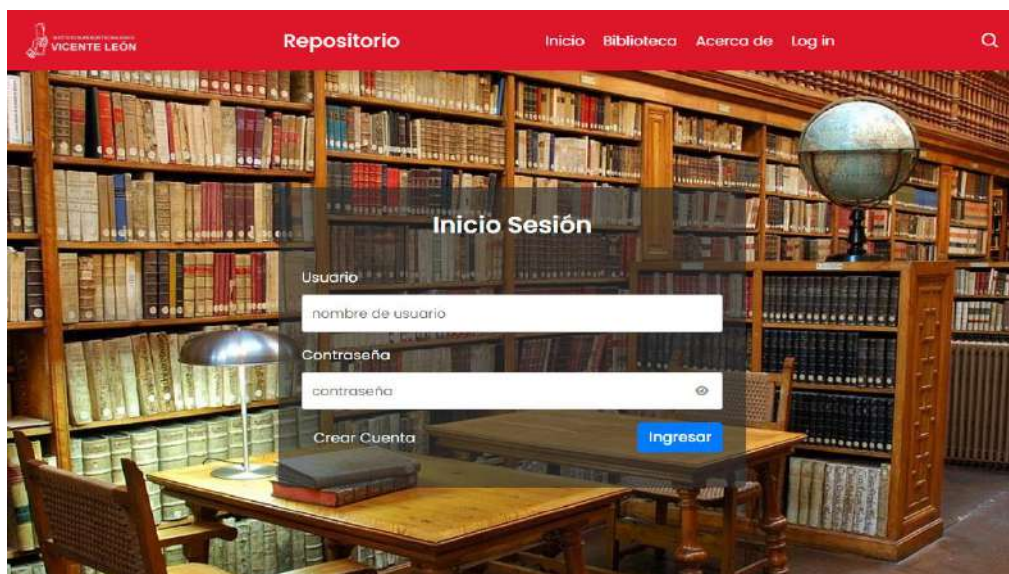 VICENTE LEÓN
Repositorio
Inicio Biblioteca Acerca de Log in
Inicio Sesión
Usuario
nombre de usuario
Contraseña
contraseña
Crear Cuenta
Ingresar